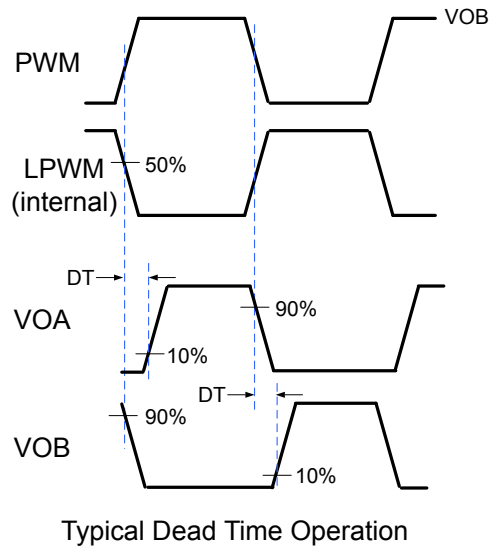 VOB
PWM
LPWM
(internal)
50%
DT
VOA
90%
10%
DT
90%
VOB
10%
Typical Dead Time Operation